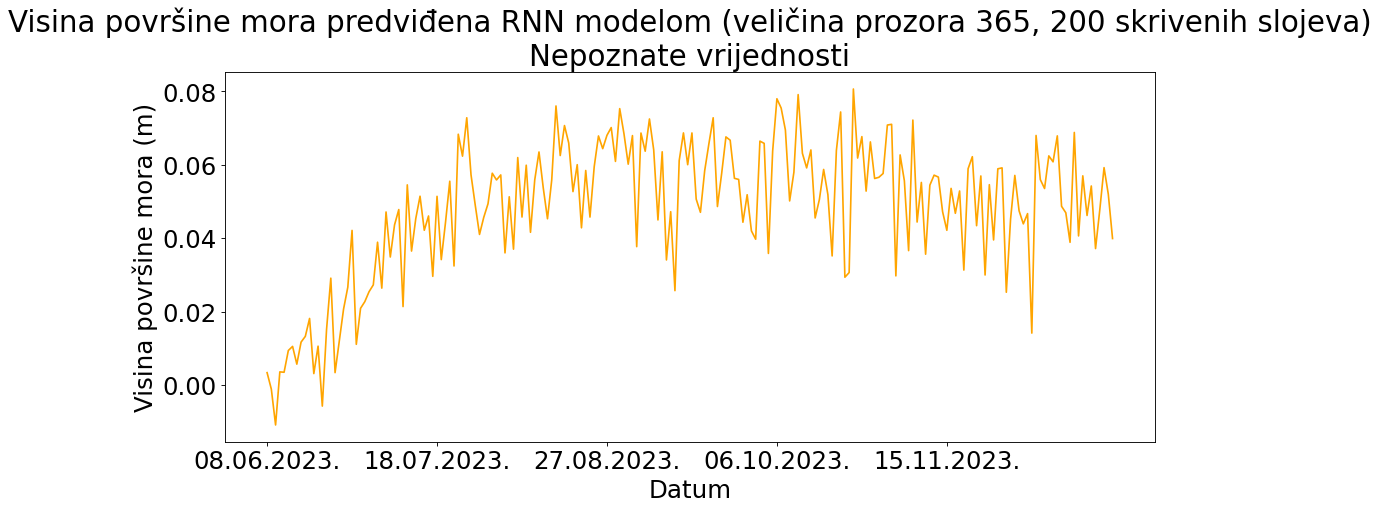 Visina površine mora predviđena RNN modelom (veličina prozora 365, 200 skrivenih slojeva)
Nepoznate vrijednosti
Visina površine mora (m)
0.08
0.06
0.04
0.02
0.00
08.06.2023. 18.07.2023. 27.08.2023. 06.10.2023. 15.11.2023.
Datum